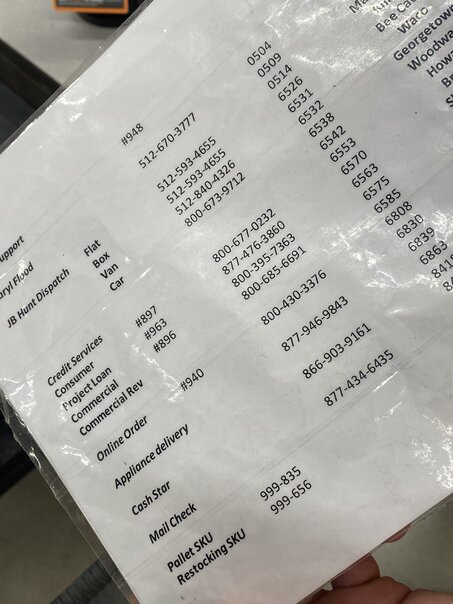 upport #948
aryl Flood 512-670-3777
JB Hunt Dispatch Flat 512-593-4655
Box 512-593-4655
Van 512-840-4326
Car 800-673-9712
Credit Services
Consumer #897 800-677-0232
Project Loan #963 877-476-3860
Commercial #896 800-395-7363
Commercial Rev 800-685-6691
Online Order #940 800-430-3376
Appliance delivery 877-946-9843
Cash Star 866-903-9161
Mail Check 877-434-6435
Pallet SKU 999-835
Restocking SKU 999-656
0504
0509
0514
6526
6531
6532
6538
6542
6553
6570
6563
6575
6585
6808
6830
6839
6863
Bee Ca
Waco
Georgetown
Woodwa
How